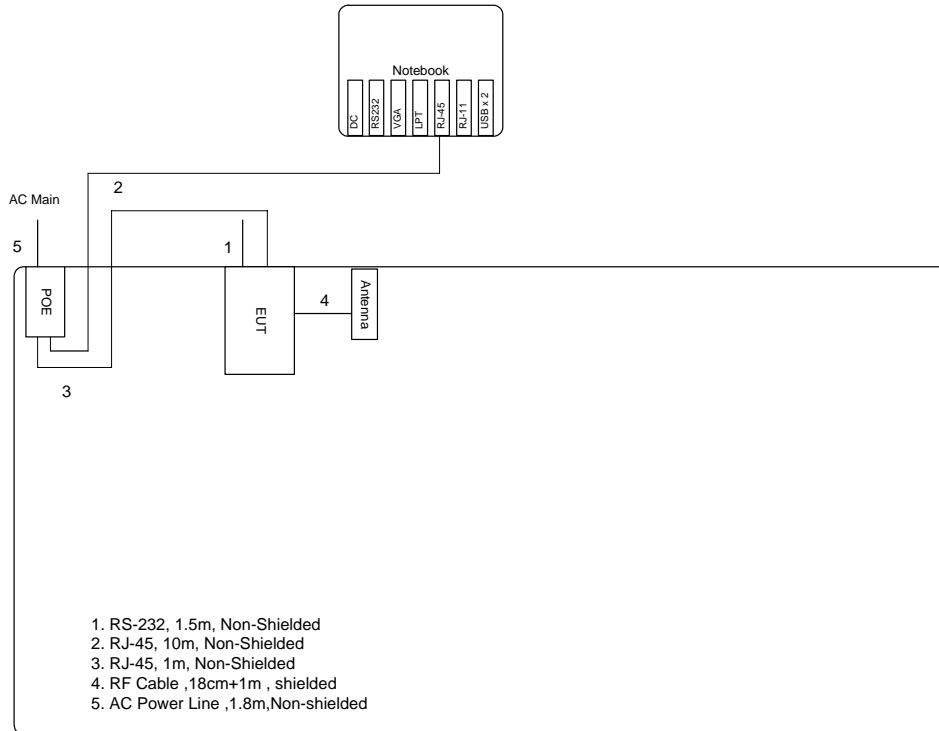 Notebook
DC
RS232
VGA
LPT
RJ-45
RJ-11
USB x 2
2
AC Main
5
1
POE
EUT
4
Antenna
3
1. RS-232, 1.5m, Non-Shielded
2. RJ-45, 10m, Non-Shielded
3. RJ-45, 1m, Non-Shielded
4. RF Cable ,18cm+1m , shielded
5. AC Power Line ,1.8m,Non-shielded